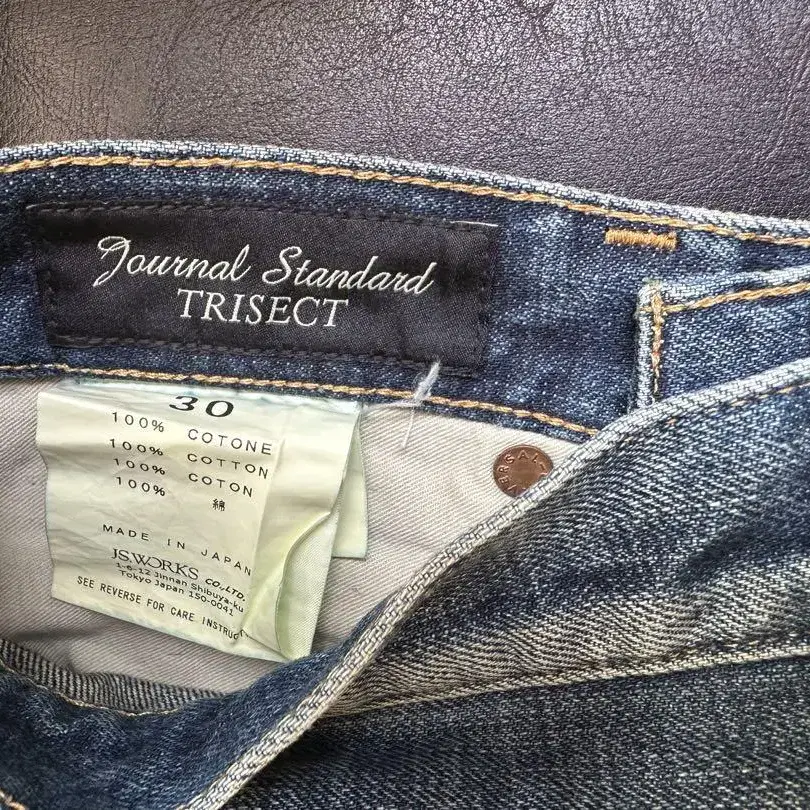 Journal Standard
TRISECT
30
100% COTONE
100% COTTON
100% COTON
100% 綿
MADE IN JAPAN
JS.WORKS CO.,LTD.
1-6-12 Jinnan Shibuya-ku
Tokyo Japan 150-0041
SEE REVERSE FOR CARE